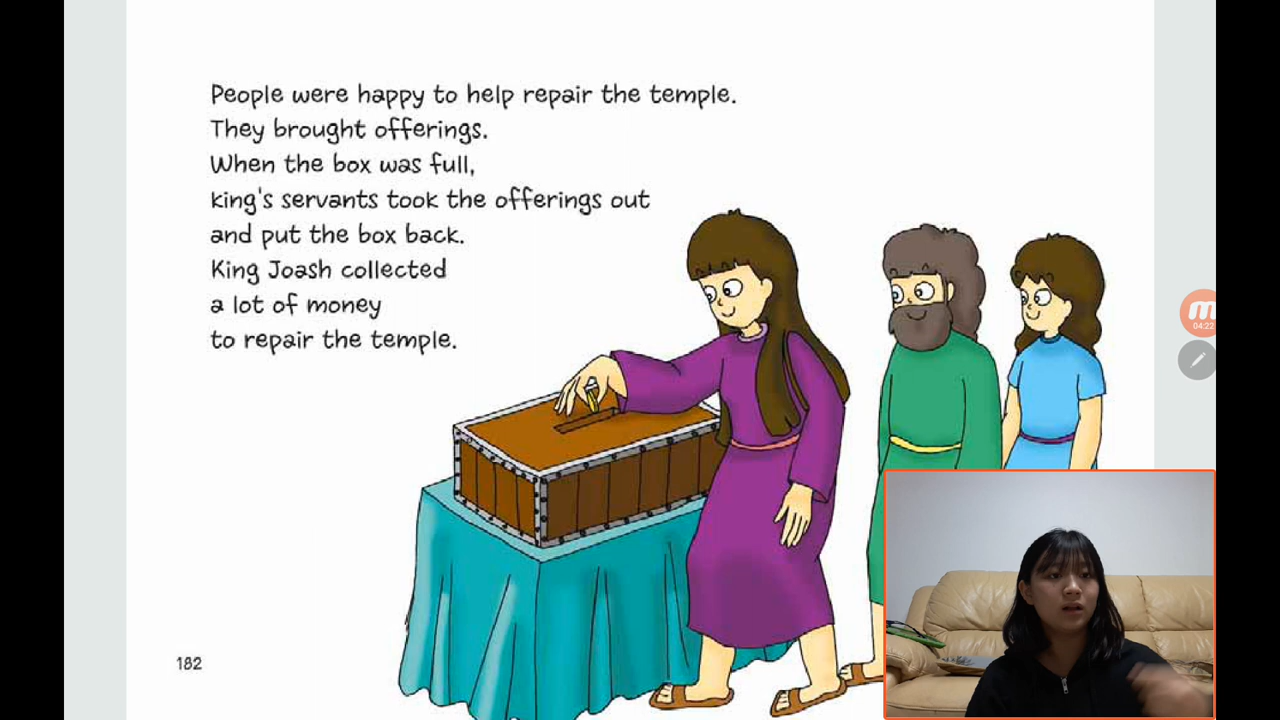 People were happy to help repair the temple.
They brought offerings.
When the box was full,
king's servants took the offerings out
and put the box back.
King Joash collected
a lot of money
to repair the temple.
04:22
182